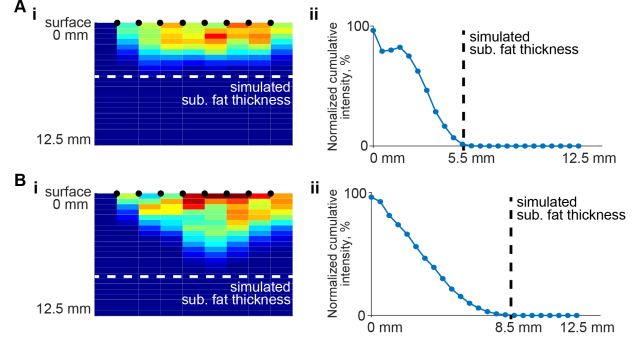 A
i
surface
0 mm
simulated
sub. fat thickness
12.5 mm
ii
100
Normalized cumulative
intensity, %
0
simulated
sub. fat thickness
0 mm
5.5 mm
12.5 mm
B
i
surface
0 mm
simulated
sub. fat thickness
12.5 mm
ii
100
Normalized cumulative
intensity, %
0
simulated
sub. fat thickness
0 mm
8.5 mm
12.5 mm